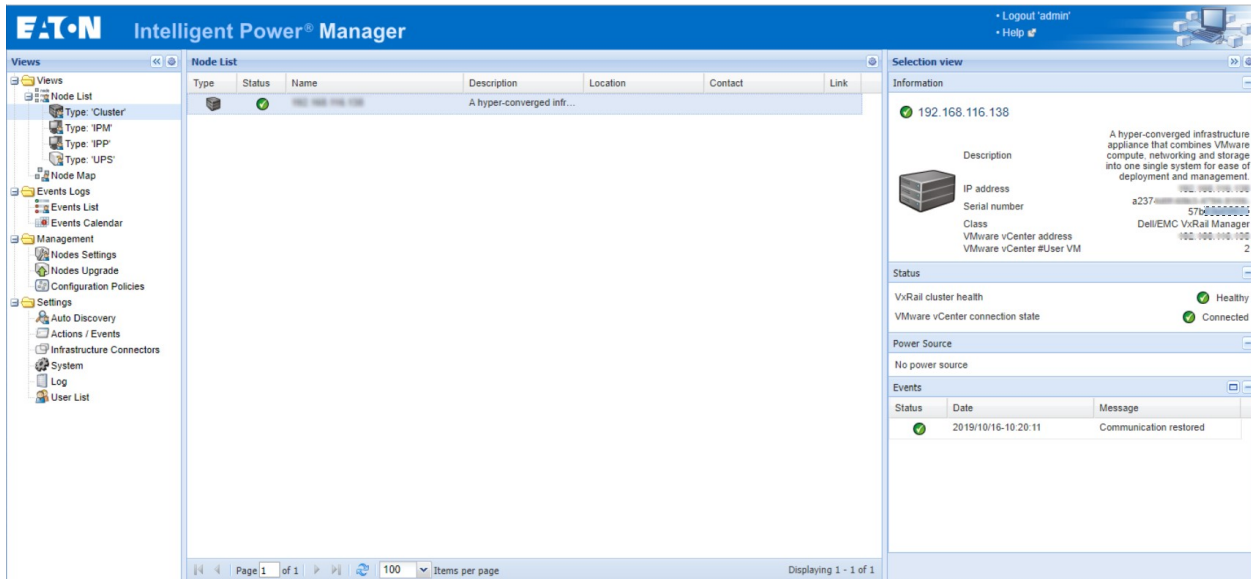 EATON Intelligent Power® Manager
• Logout 'admin'
• Help
Views
Views
Node List
Type: 'Cluster'
Type: 'IPM'
Type: 'IPP'
Type: 'UPS'
Node Map
Events Logs
Events List
Events Calendar
Management
Nodes Settings
Nodes Upgrade
Configuration Policies
Settings
Auto Discovery
Actions / Events
Infrastructure Connectors
System
Log
User List
Node List
Type Status Name Description Location Contact Link
A hyper-converged infr...
Page 1 of 1 100 Items per page Displaying 1 - 1 of 1
Selection view
Information
192.168.116.138
Description A hyper-converged infrastructure
appliance that combines VMware
compute, networking and storage
into one single system for ease of
deployment and management.
IP address
Serial number a237-
57b
Class Dell/EMC VxRail Manager
VMware vCenter address
VMware vCenter #User VM 2
Status
VxRail cluster health Healthy
VMware vCenter connection state Connected
Power Source
No power source
Events
Status Date Message
2019/10/16-10:20:11 Communication restored